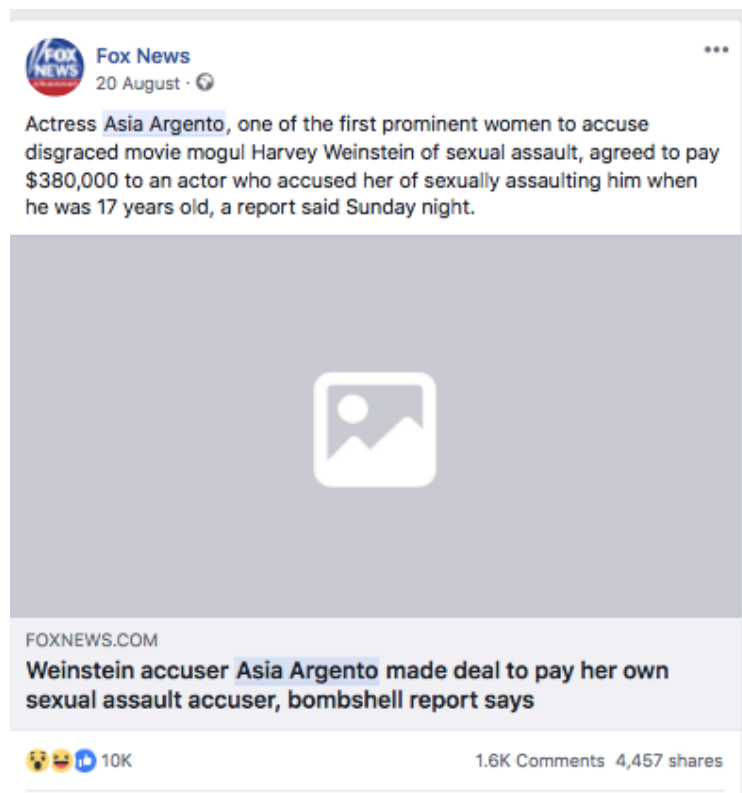 FOX
NEWS
Fox News
20 August ·
Actress Asia Argento, one of the first prominent women to accuse
disgraced movie mogul Harvey Weinstein of sexual assault, agreed to pay
$380,000 to an actor who accused her of sexually assaulting him when
he was 17 years old, a report said Sunday night.
FOXNEWS.COM
Weinstein accuser Asia Argento made deal to pay her own
sexual assault accuser, bombshell report says
10K
1.6K Comments 4,457 shares